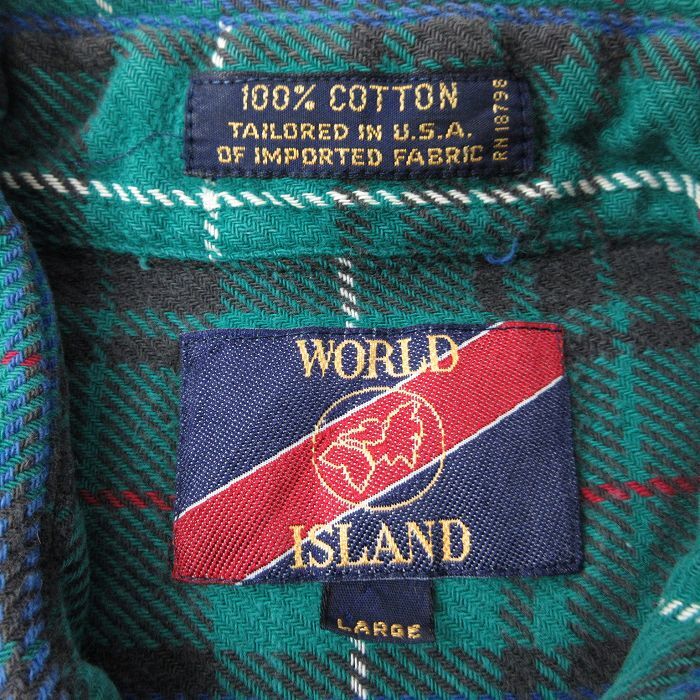 100% COTTON
TAILORED IN U.S.A.
OF IMPORTED FABRIC
RN18798
WORLD
ISLAND
LARGE